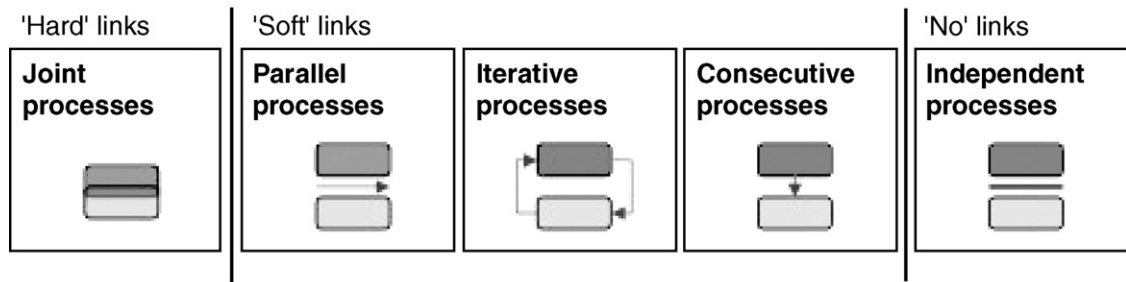 'Hard' links
'Soft' links
'No' links
Joint
processes
Parallel
processes
Iterative
processes
Consecutive
processes
Independent
processes